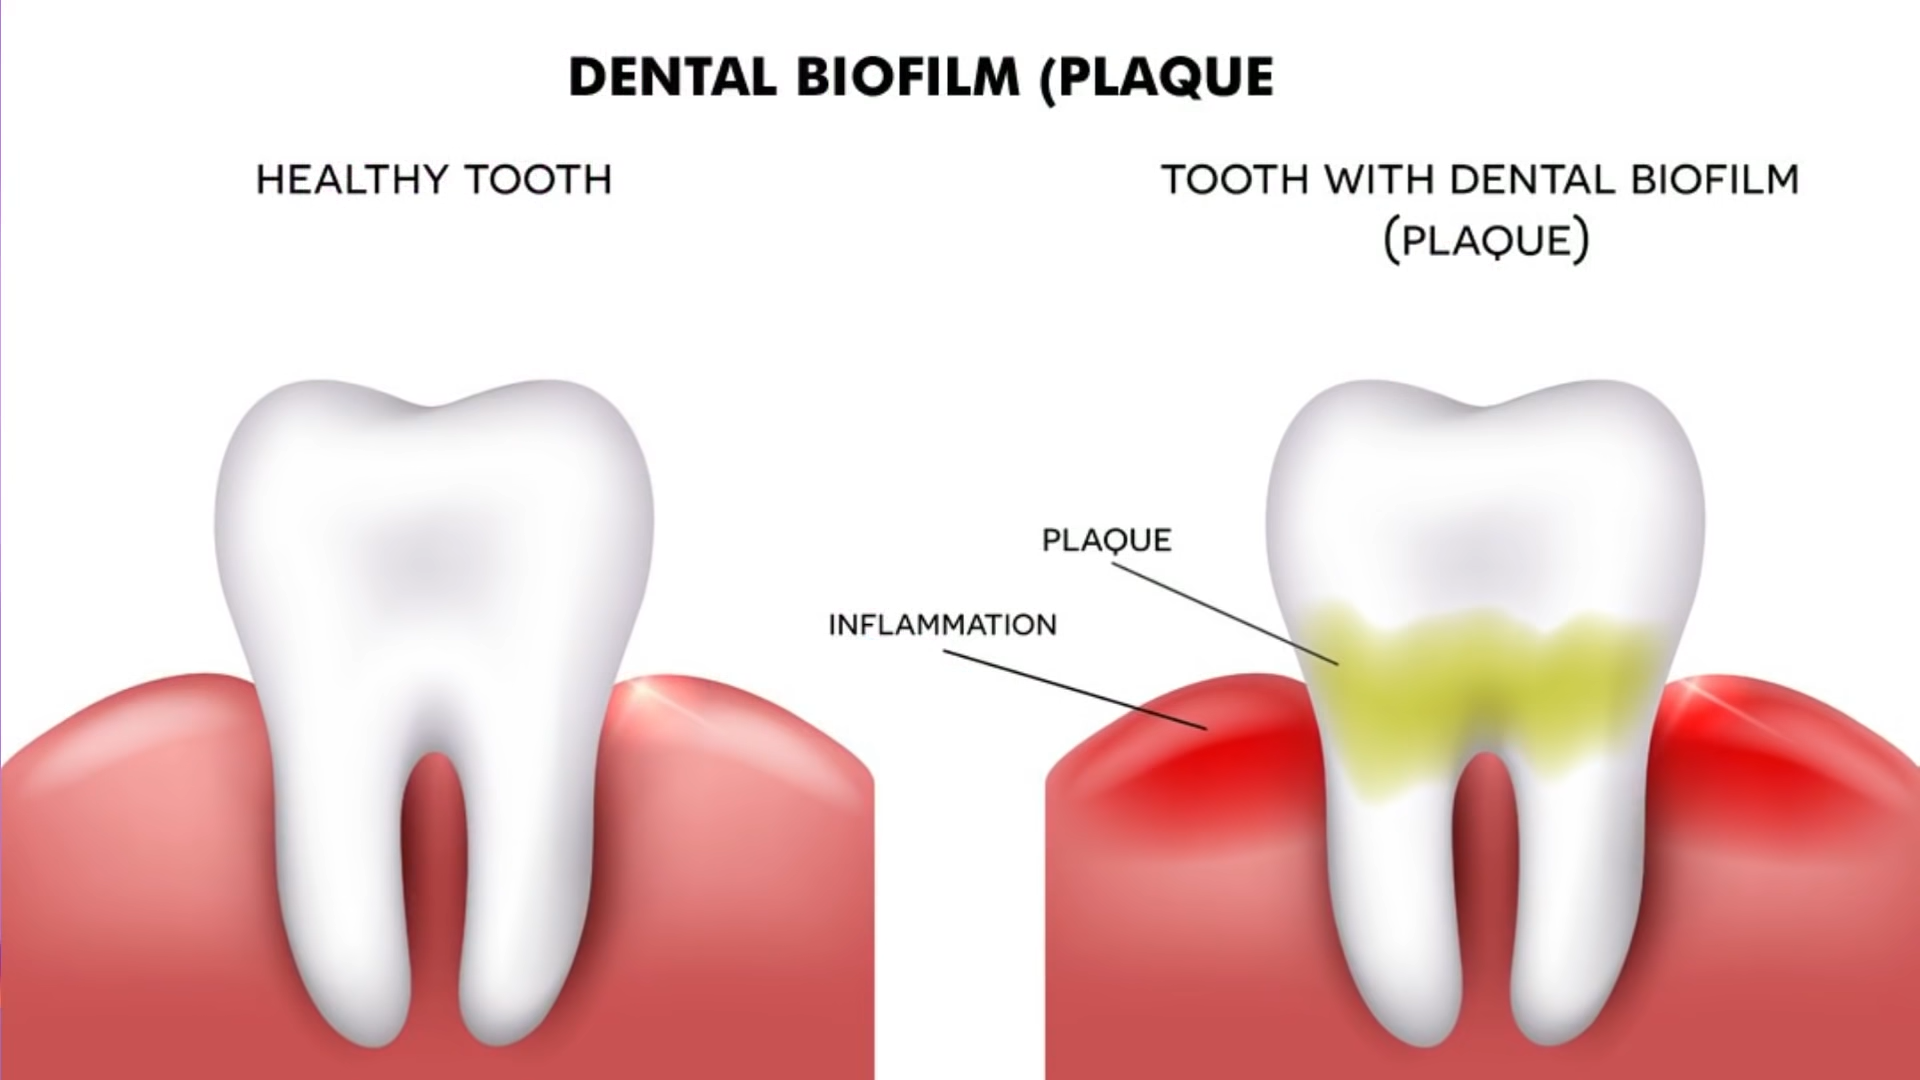 DENTAL BIOFILM (PLAQUE
HEALTHY TOOTH
TOOTH WITH DENTAL BIOFILM
(PLAQUE)
PLAQUE
INFLAMMATION